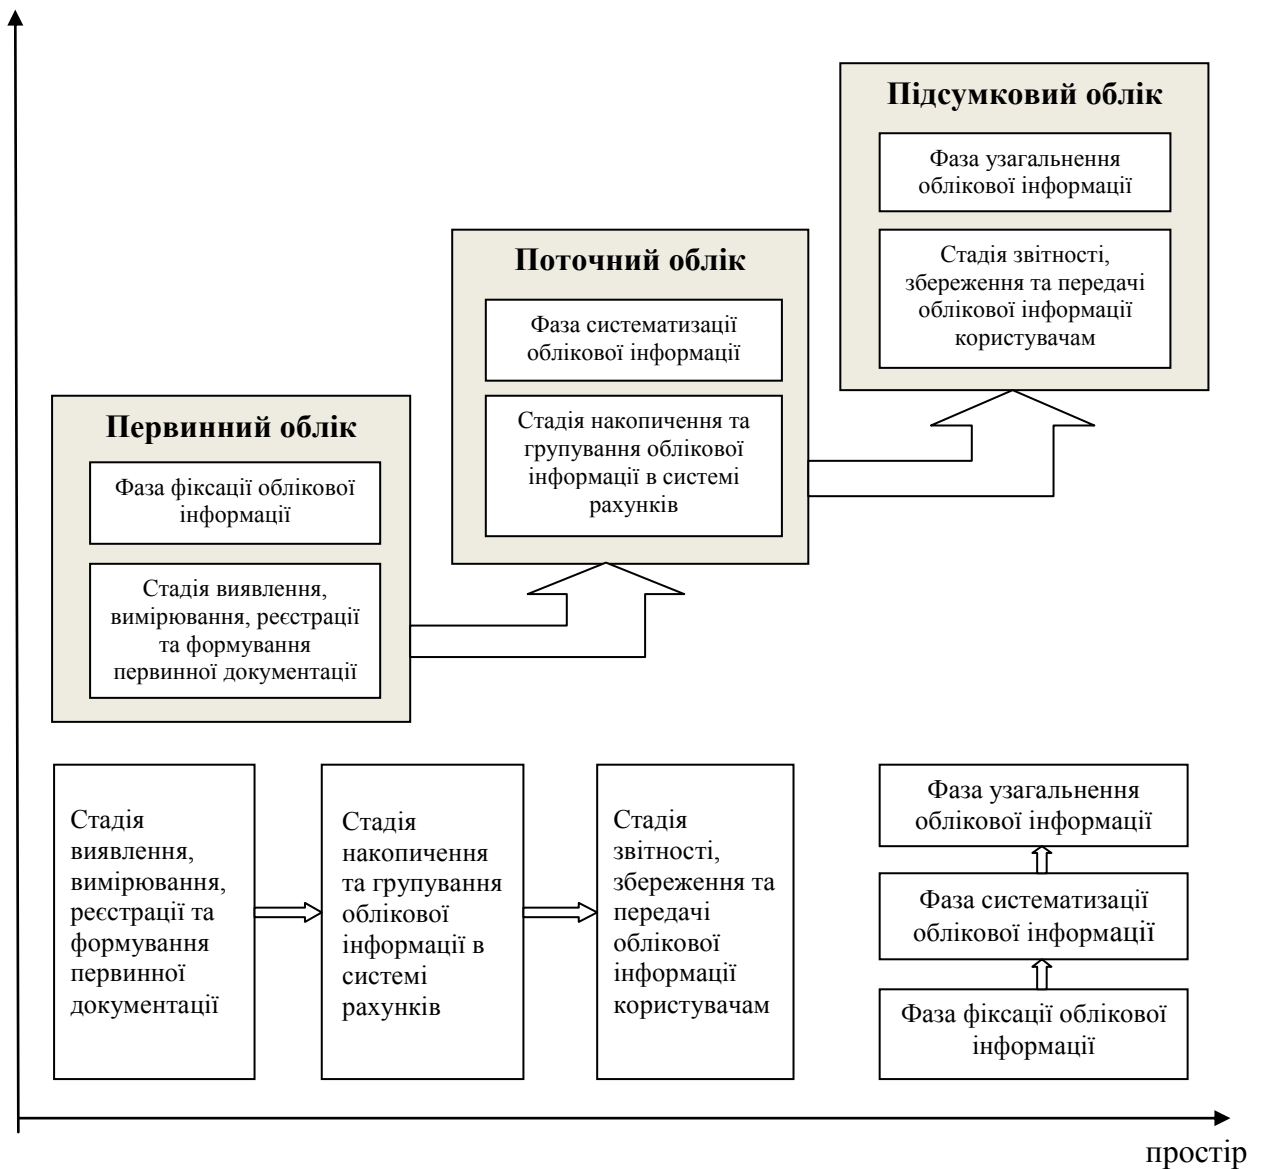 Підсумковий облік
Фаза узагальнення
облікової інформації
Стадія звітності,
збереження та передачі
облікової інформації
користувачам
Поточний облік
Фаза систематизації
облікової інформації
Стадія накопичення та
групування облікової
інформації в системі
рахунків
Первинний облік
Фаза фіксації облікової
інформації
Стадія виявлення,
вимірювання, реєстрації
та формування
первинної документації
Стадія
виявлення,
вимірювання,
реєстрації та
формування
первинної
документації
Стадія
накопичення
та групування
облікової
інформації в
системі
рахунків
Стадія
звітності,
збереження та
передачі
облікової
інформації
користувачам
Фаза узагальнення
облікової інформації
Фаза систематизації
облікової інформації
Фаза фіксації облікової
інформації
простір